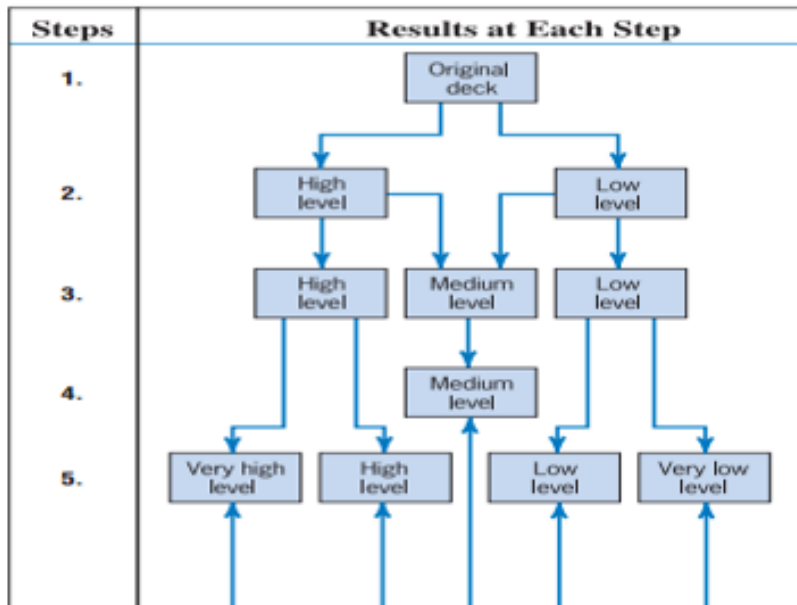 Steps
Results at Each Step
1.
Original
deck
2.
High
level
Low
level
3.
High
level
Medium
level
Low
level
4.
Medium
level
5.
Very high
level
High
level
Low
level
Very low
level